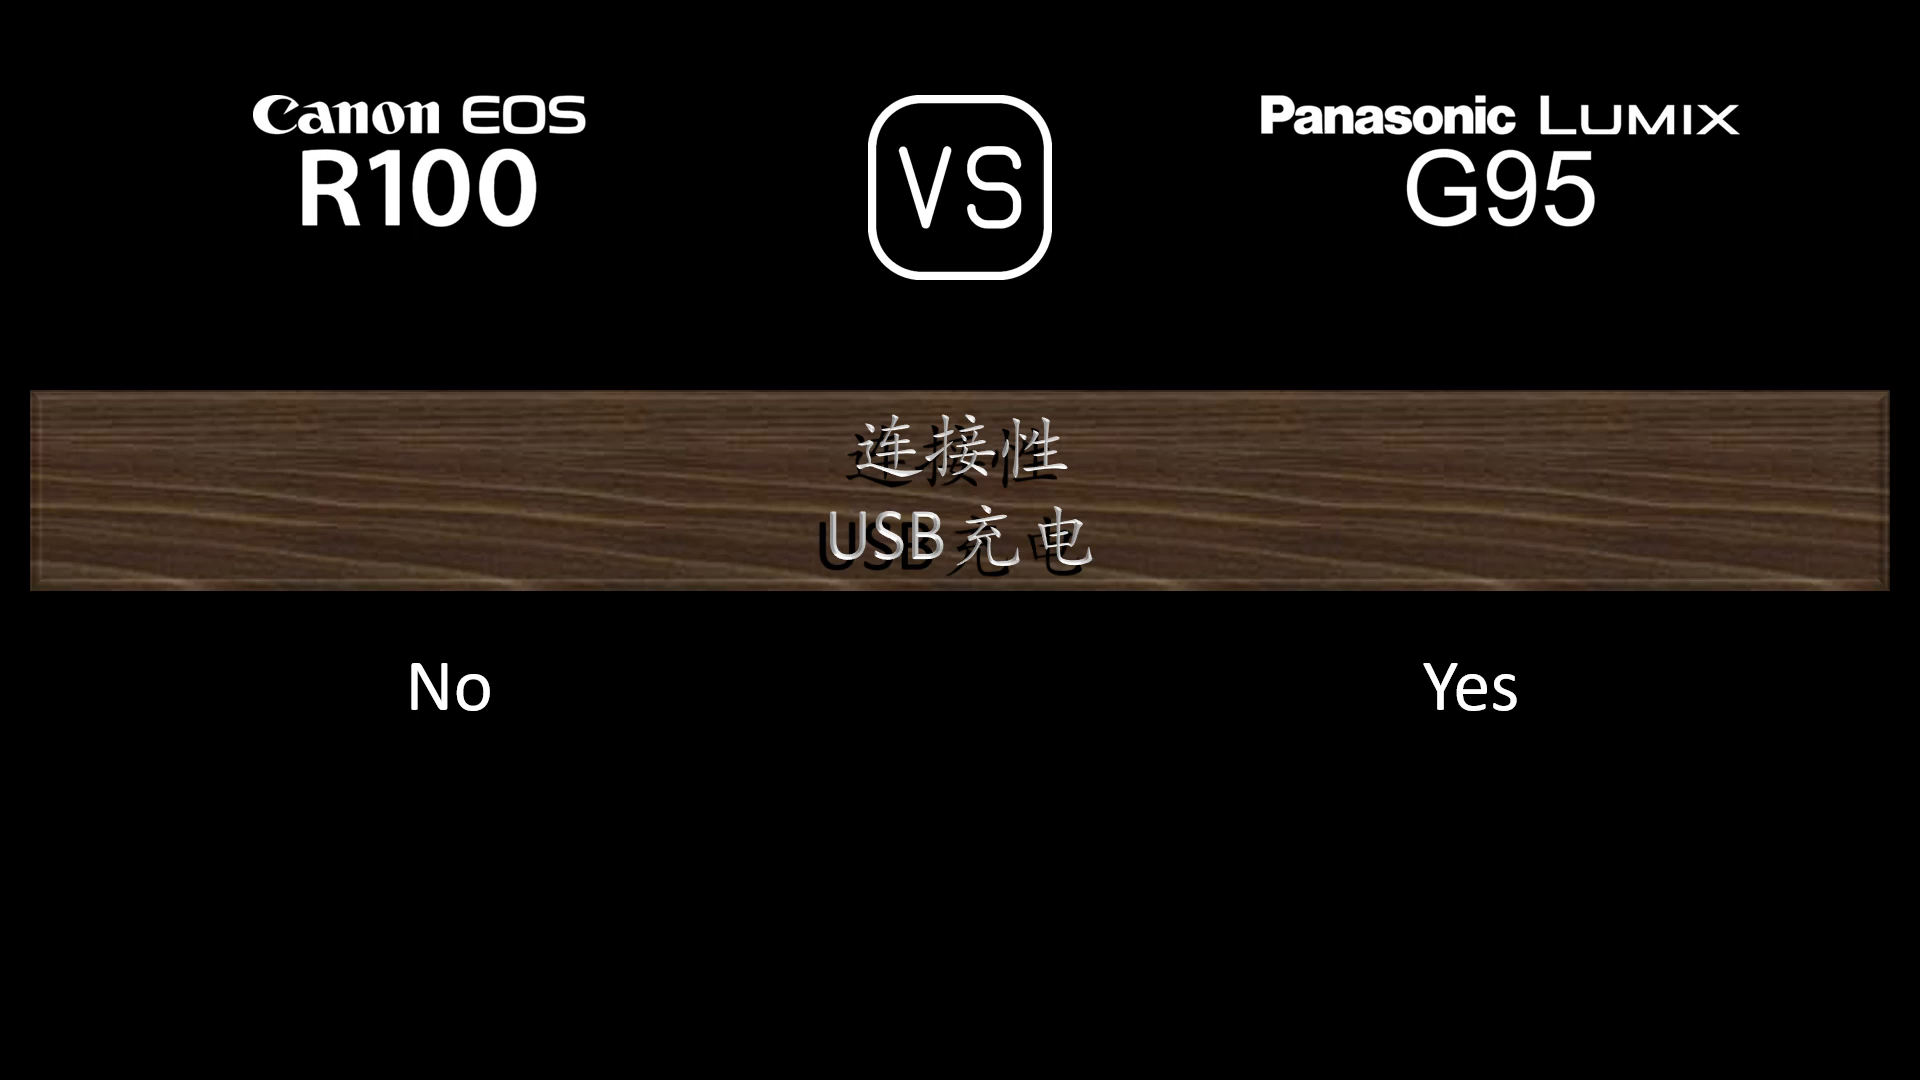 Canon EOS
R100
VS
Panasonic LUMIX
G95
连接性
USB充电
No
Yes